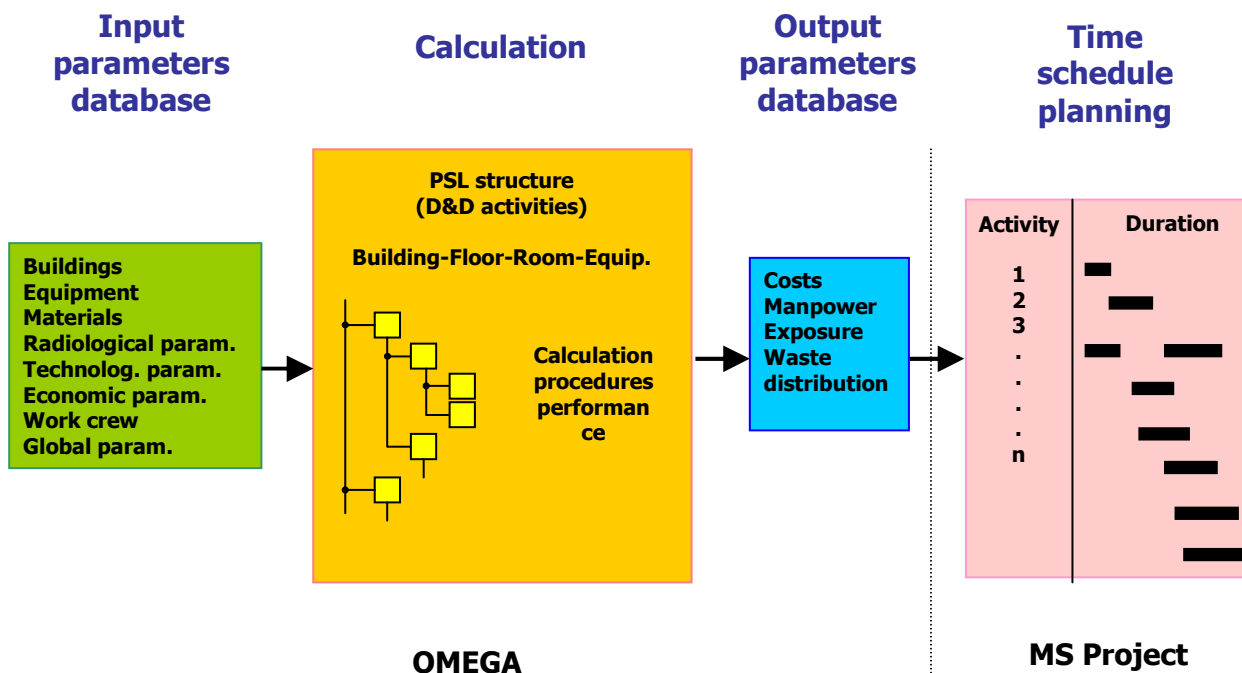 Input
parameters
database
Calculation
Output
parameters
database
Time
schedule
planning
Buildings
Equipment
Materials
Radiological param.
Technolog. param.
Economic param.
Work crew
Global param.
PSL structure
(D&D activities)
Building-Floor-Room-Equip.
Calculation
procedures
performan
ce
Costs
Manpower
Exposure
Waste
distribution
Activity
Duration
1
2
3
.
.
.
.
n
OMEGA
MS Project